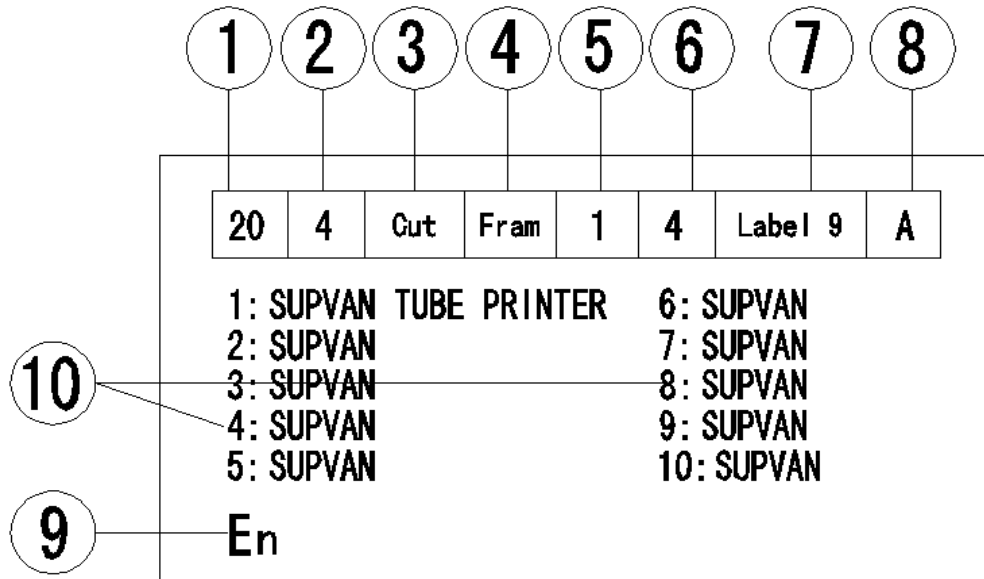 1 2 3 4 5 6 7 8
20 4 Cut Fram 1 4 Label 9 A
1: SUPVAN TUBE PRINTER 6: SUPVAN
2: SUPVAN 7: SUPVAN
3: SUPVAN 8: SUPVAN
4: SUPVAN 9: SUPVAN
5: SUPVAN 10: SUPVAN
10
9 En